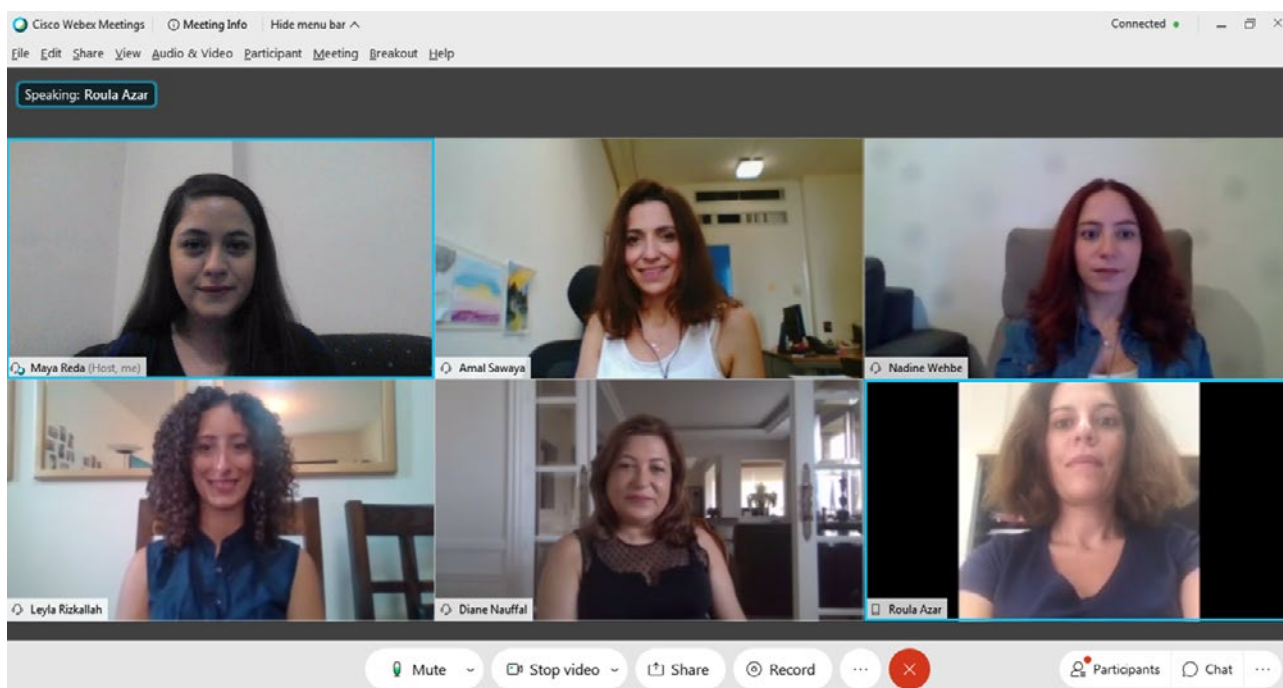 Cisco Webex Meetings Meeting Info Hide menu bar Connected
File Edit Share View Audio & Video Participant Meeting Breakout Help
Speaking: Roula Azar
Maya Reda (Host, me)
Amal Sawaya
Nadine Wehbe
Leyla Rizkallah
Diane Nauffal
Roula Azar
Mute Stop video Share Record Participants Chat